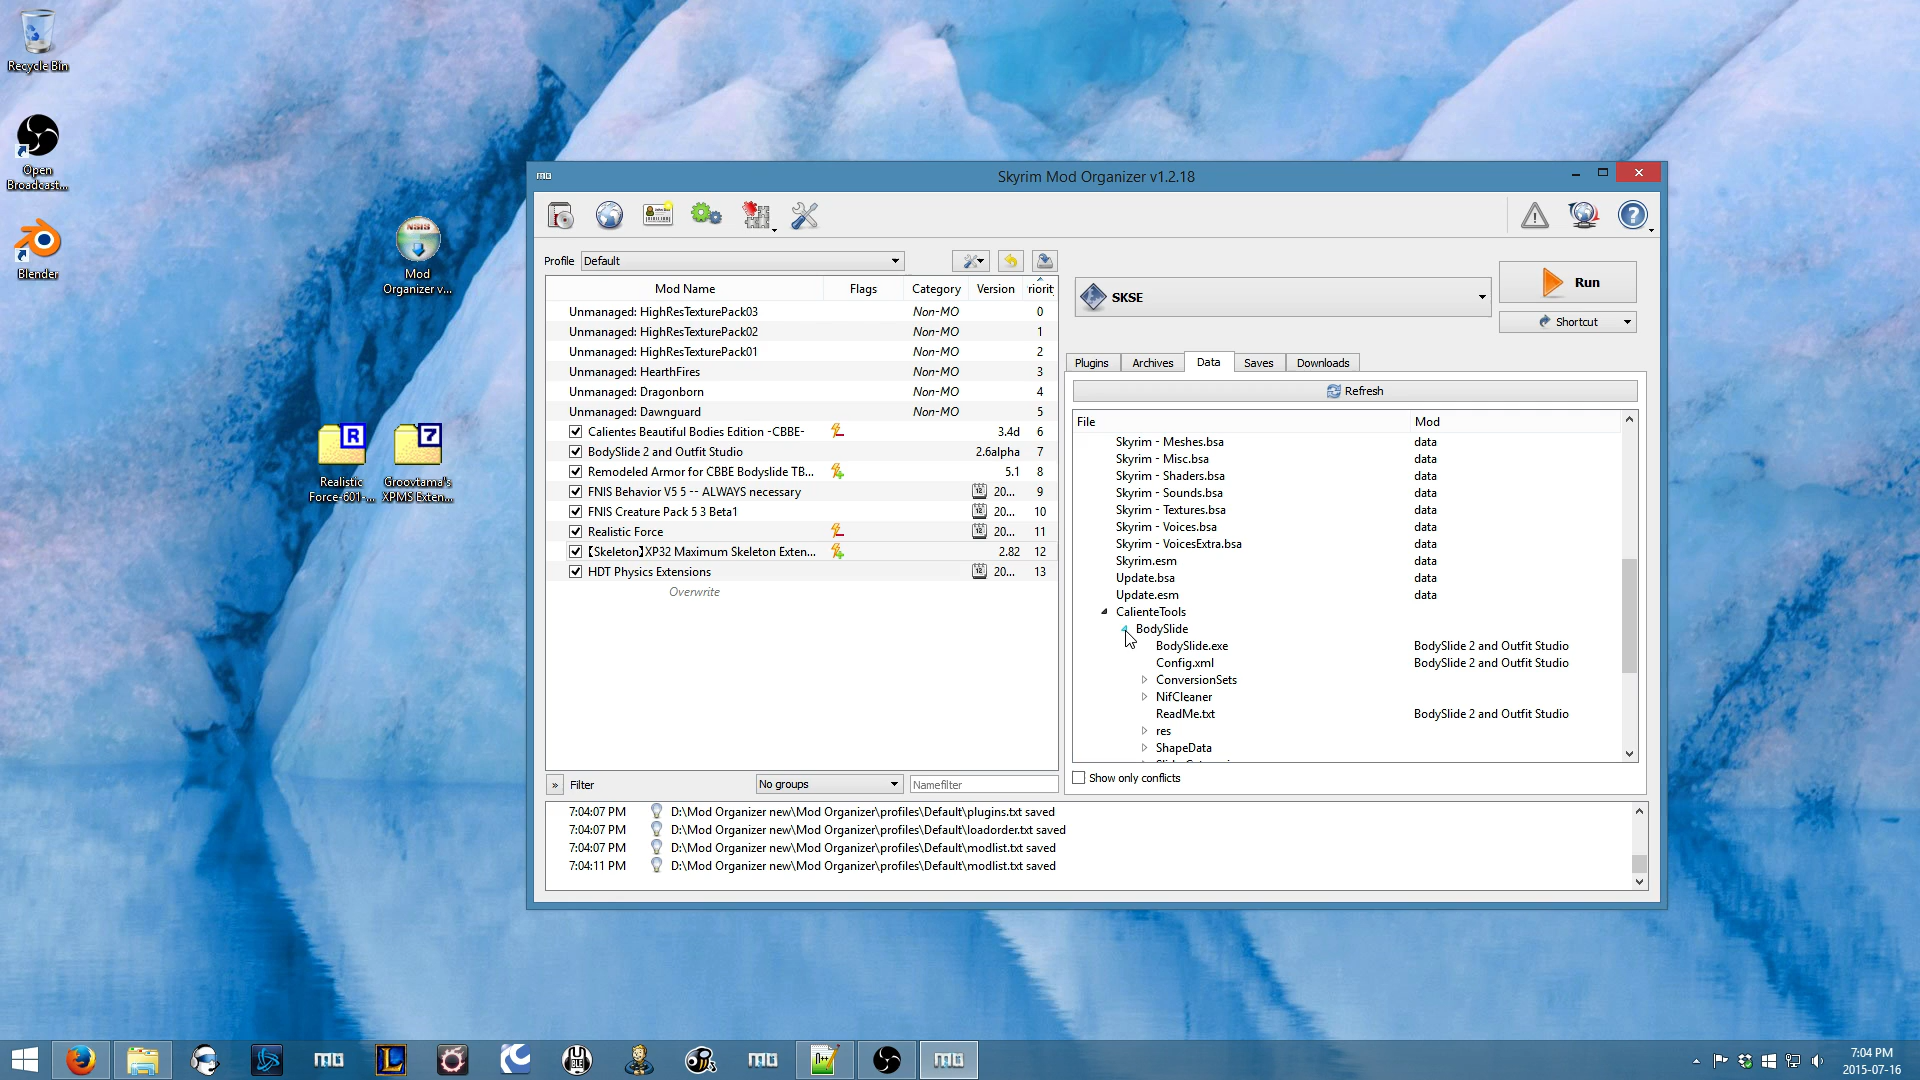 Recycle Bin
Open
Broadcast...
Blender
Mod
Organizer v...
Realistic
Force-601-...
Groovtama's
XPMS Exten...
Skyrim Mod Organizer v1.2.18
Profile
Default
SKSE
Run
Shortcut
Mod Name
Flags
Category
Version
riority
Unmanaged: HighResTexturePack03 Non-MO 0
Unmanaged: HighResTexturePack02 Non-MO 1
Unmanaged: HighResTexturePack01 Non-MO 2
Unmanaged: HearthFires Non-MO 3
Unmanaged: Dragonborn Non-MO 4
Unmanaged: Dawnguard Non-MO 5
Calientes Beautiful Bodies Edition -CBBE- 3.4d 6
BodySlide 2 and Outfit Studio 2.6alpha 7
Remodeled Armor for CBBE Bodyslide TB... 5.1 8
FNIS Behavior V5 5 -- ALWAYS necessary 20... 9
FNIS Creature Pack 5 3 Beta1 20... 10
Realistic Force 20... 11
【Skeleton】XP32 Maximum Skeleton Exten... 2.82 12
HDT Physics Extensions 20... 13
Overwrite
» Filter
No groups
Namefilter
Plugins
Archives
Data
Saves
Downloads
Refresh
File Mod
Skyrim - Meshes.bsa data
Skyrim - Misc.bsa data
Skyrim - Shaders.bsa data
Skyrim - Sounds.bsa data
Skyrim - Textures.bsa data
Skyrim - Voices.bsa data
Skyrim - VoicesExtra.bsa data
Skyrim.esm data
Update.bsa data
Update.esm data
CalienteTools
BodySlide
BodySlide.exe BodySlide 2 and Outfit Studio
Config.xml BodySlide 2 and Outfit Studio
ConversionSets
NifCleaner
ReadMe.txt BodySlide 2 and Outfit Studio
res
ShapeData
Show only conflicts
7:04:07 PM D:\Mod Organizer new\Mod Organizer\profiles\Default\plugins.txt saved
7:04:07 PM D:\Mod Organizer new\Mod Organizer\profiles\Default\loadorder.txt saved
7:04:07 PM D:\Mod Organizer new\Mod Organizer\profiles\Default\modlist.txt saved
7:04:11 PM D:\Mod Organizer new\Mod Organizer\profiles\Default\modlist.txt saved
7:04 PM
2015-07-16